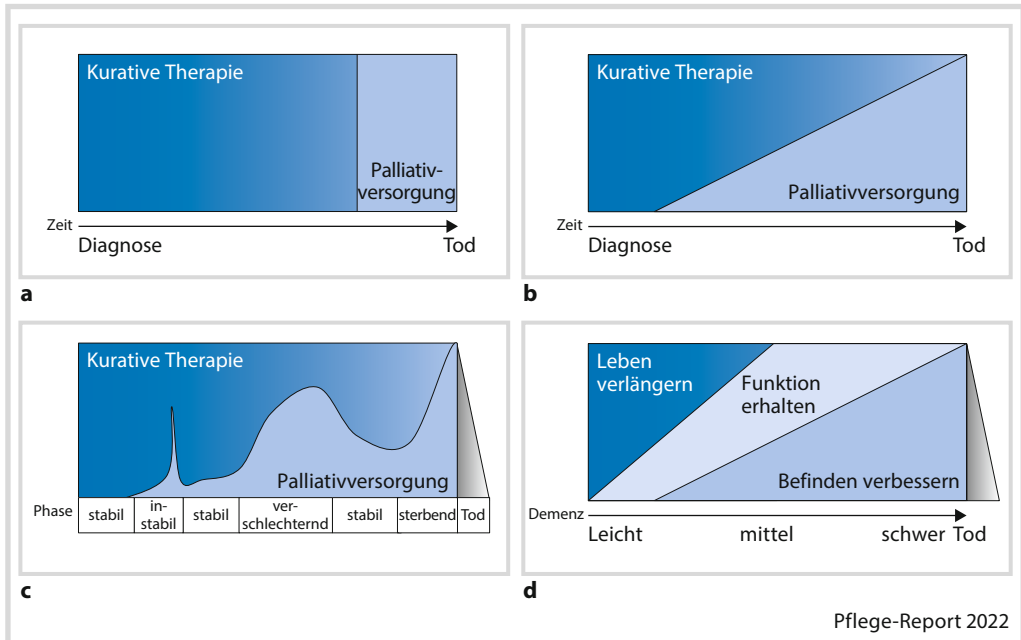 Kurative Therapie
Palliativ-
versorgung
Zeit
Diagnose
Tod
a
Kurative Therapie
Palliativversorgung
Zeit
Diagnose
Tod
b
Kurative Therapie
Palliativversorgung
Phase
stabil
in-
stabil
stabil
ver-
schlechternd
stabil
sterbend
Tod
c
Leben
verlängern
Funktion
erhalten
Befinden verbessern
Demenz
Leicht
mittel
schwer
Tod
d
Pflege-Report 2022